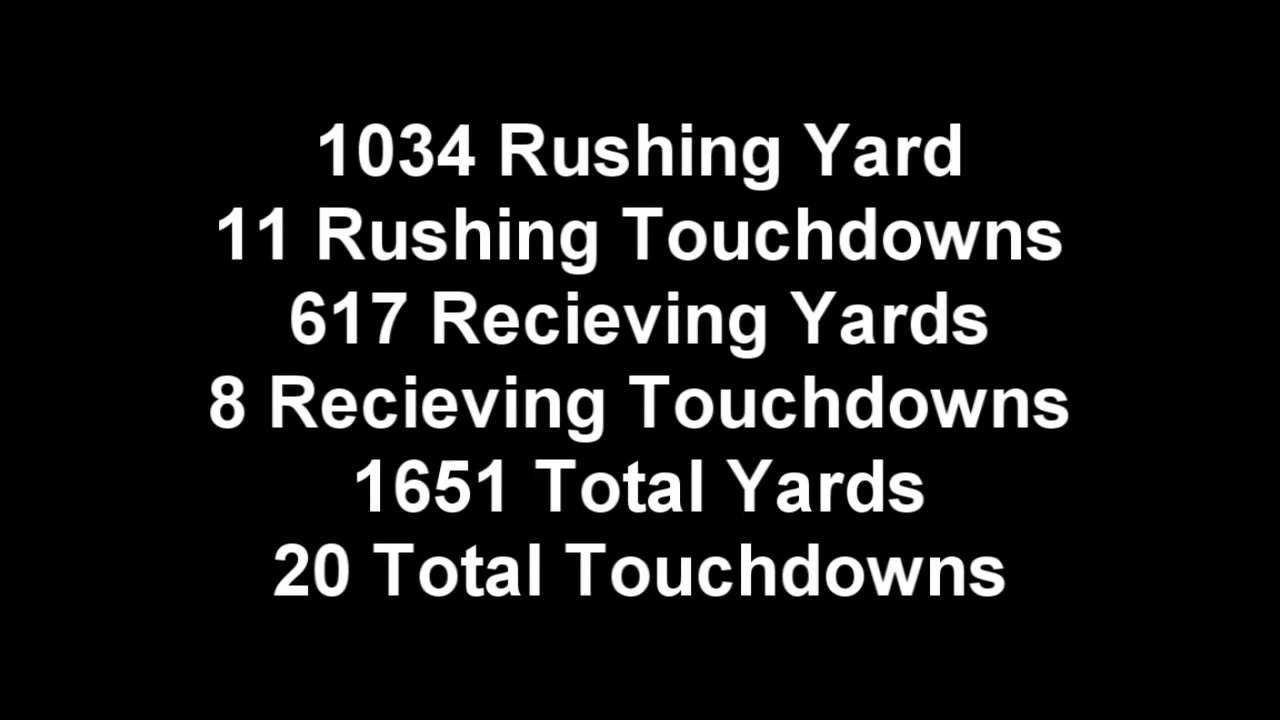 1034 Rushing Yard
11 Rushing Touchdowns
617 Recieving Yards
8 Recieving Touchdowns
1651 Total Yards
20 Total Touchdowns